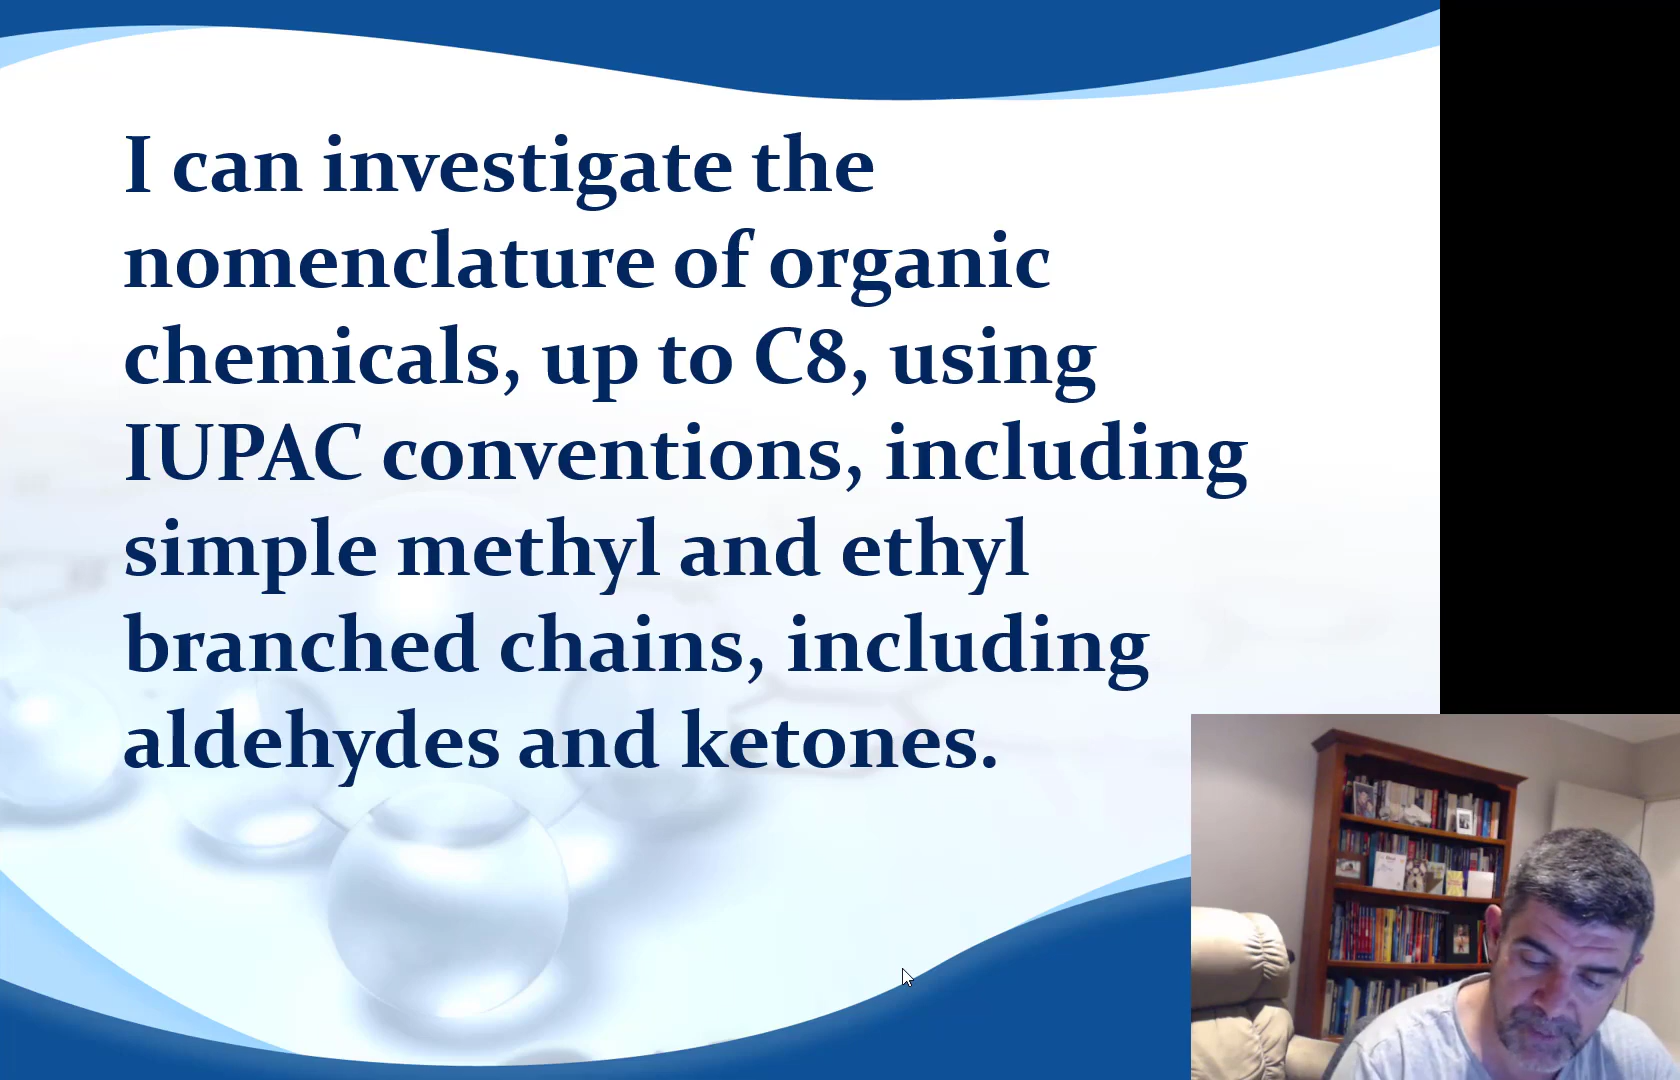 I can investigate the
nomenclature of organic
chemicals, up to C8, using
IUPAC conventions, including
simple methyl and ethyl
branched chains, including
aldehydes and ketones.